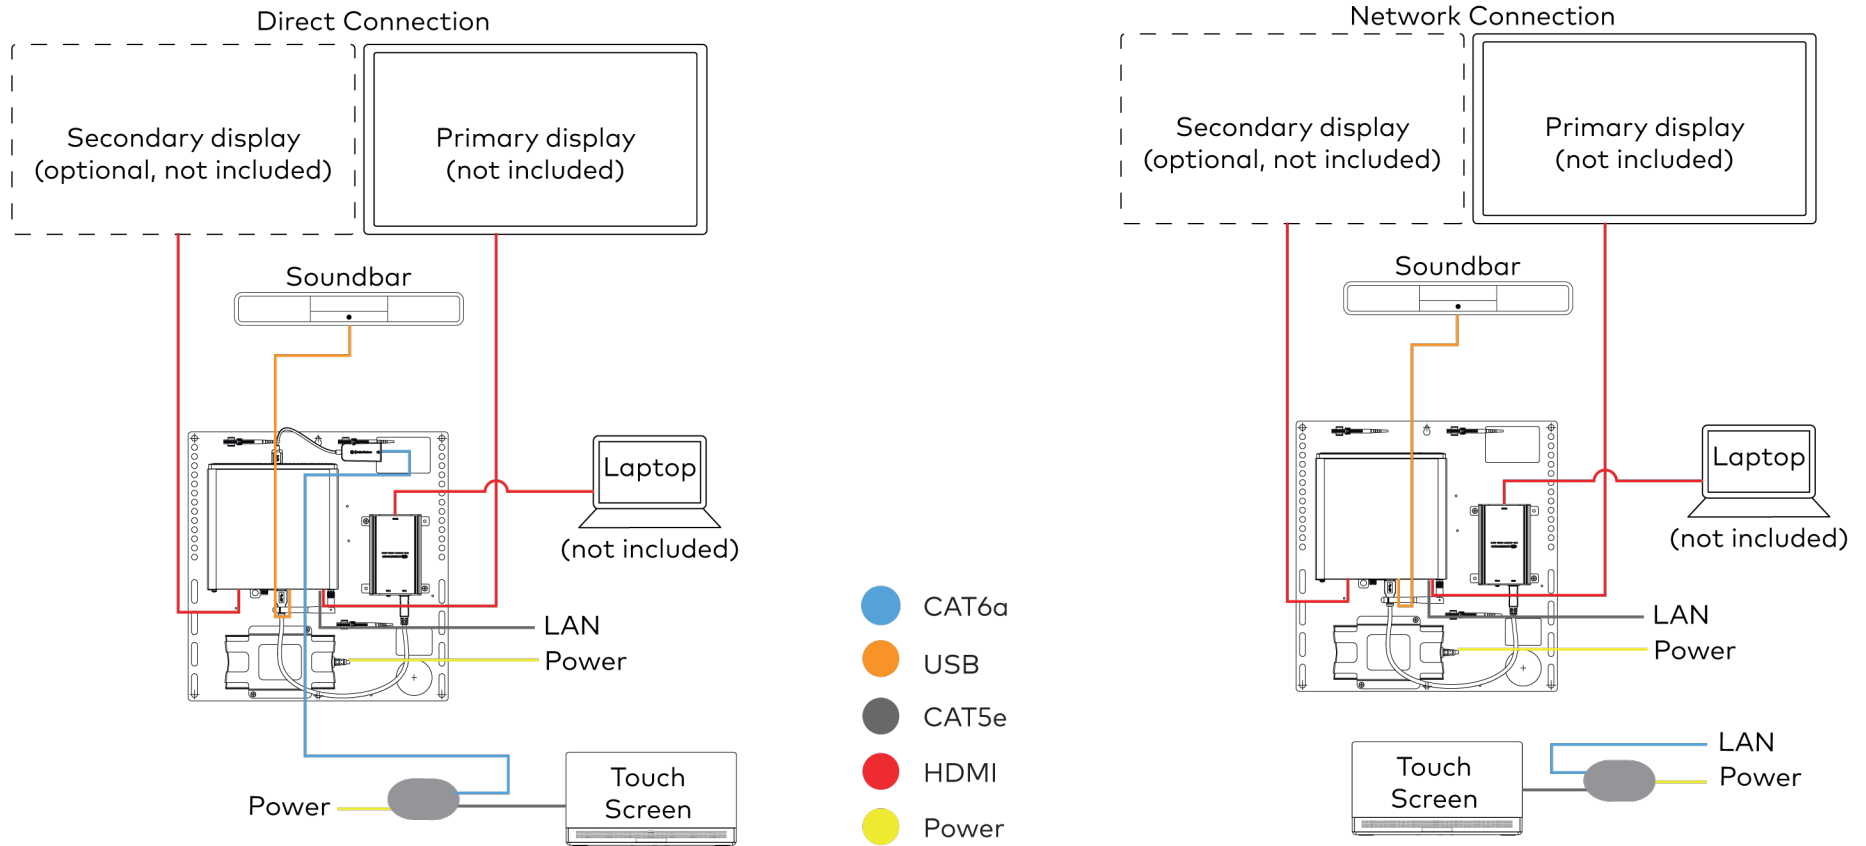 Direct Connection
Secondary display
(optional, not included)
Primary display
(not included)
Soundbar
Laptop
(not included)
LAN
Power
Power
Touch
Screen
CAT6a
USB
CAT5e
HDMI
Power
Network Connection
Secondary display
(optional, not included)
Primary display
(not included)
Soundbar
Laptop
(not included)
LAN
Power
Touch
Screen
LAN
Power